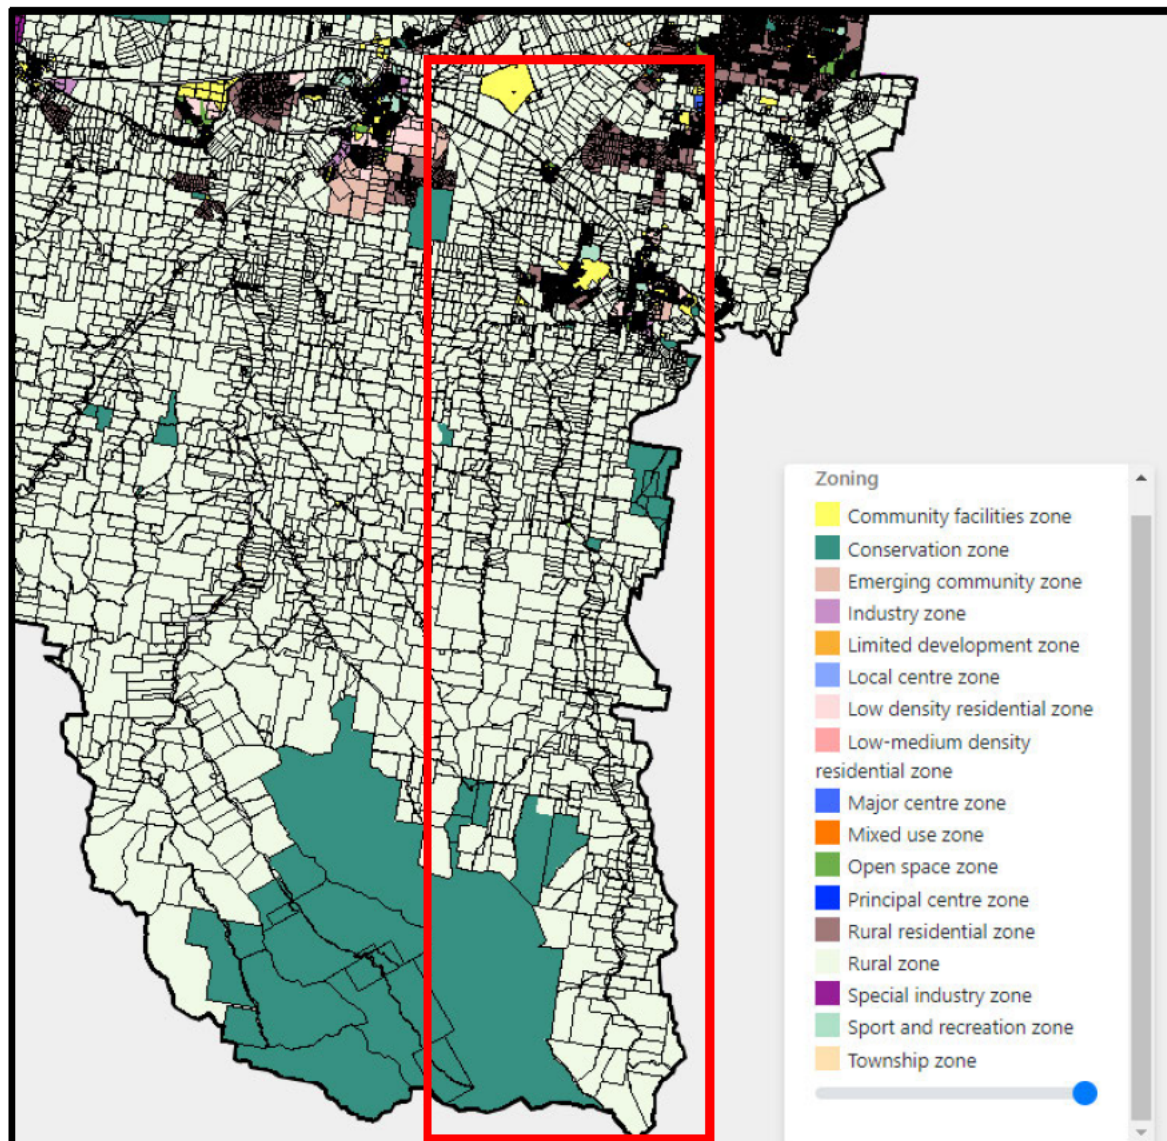 Zoning
Community facilities zone
Conservation zone
Emerging community zone
Industry zone
Limited development zone
Local centre zone
Low density residential zone
Low-medium density
residential zone
Major centre zone
Mixed use zone
Open space zone
Principal centre zone
Rural residential zone
Rural zone
Special industry zone
Sport and recreation zone
Township zone